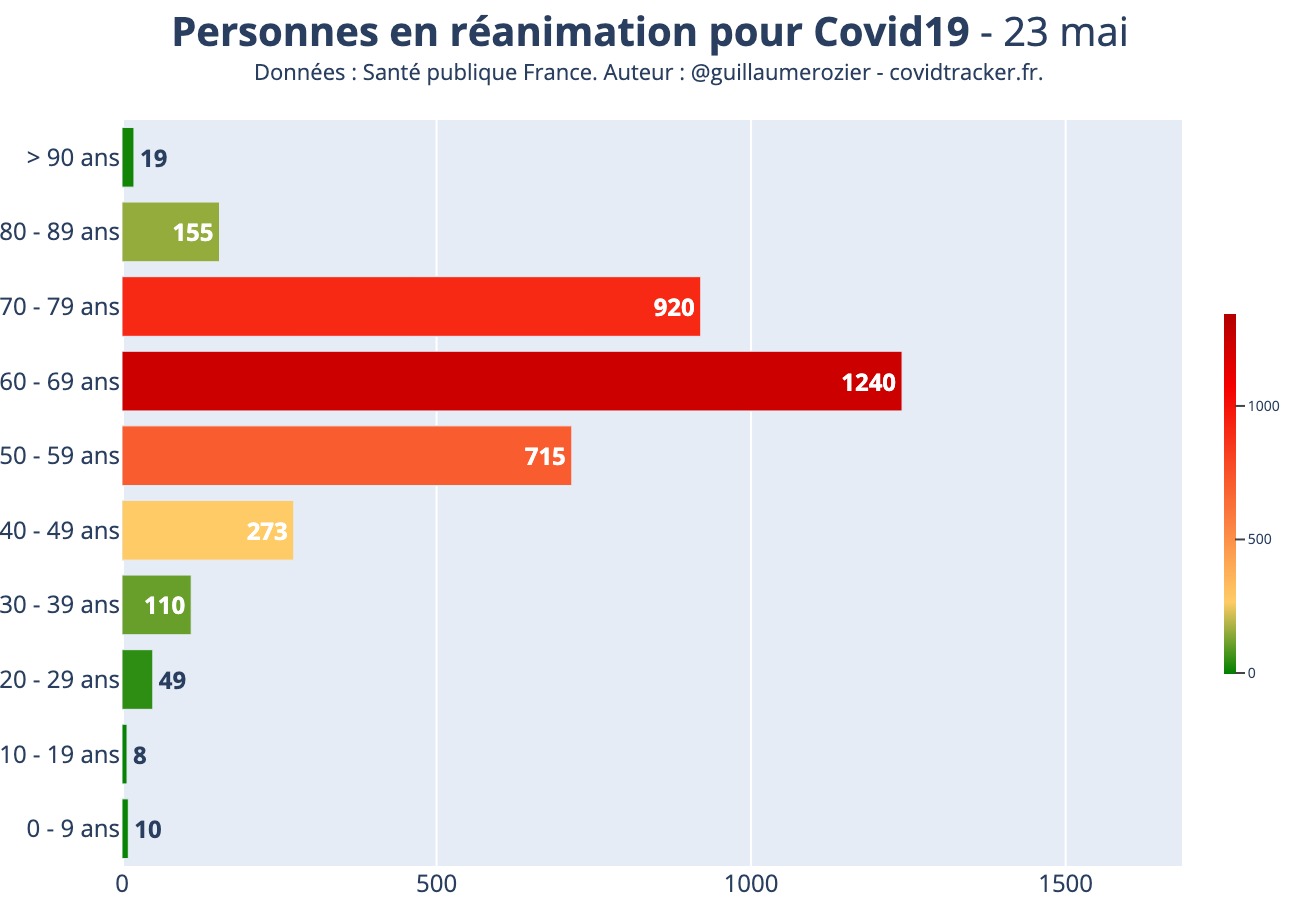 Personnes en réanimation pour Covid19 - 23 mai
Données : Santé publique France. Auteur : @guillaumerozier - covidtracker.fr.
> 90 ans 19
80 - 89 ans 155
70 - 79 ans 920
60 - 69 ans 1240
50 - 59 ans 715
40 - 49 ans 273
30 - 39 ans 110
20 - 29 ans 49
10 - 19 ans 8
0 - 9 ans 10
0 500 1000 1500
1000
500
0